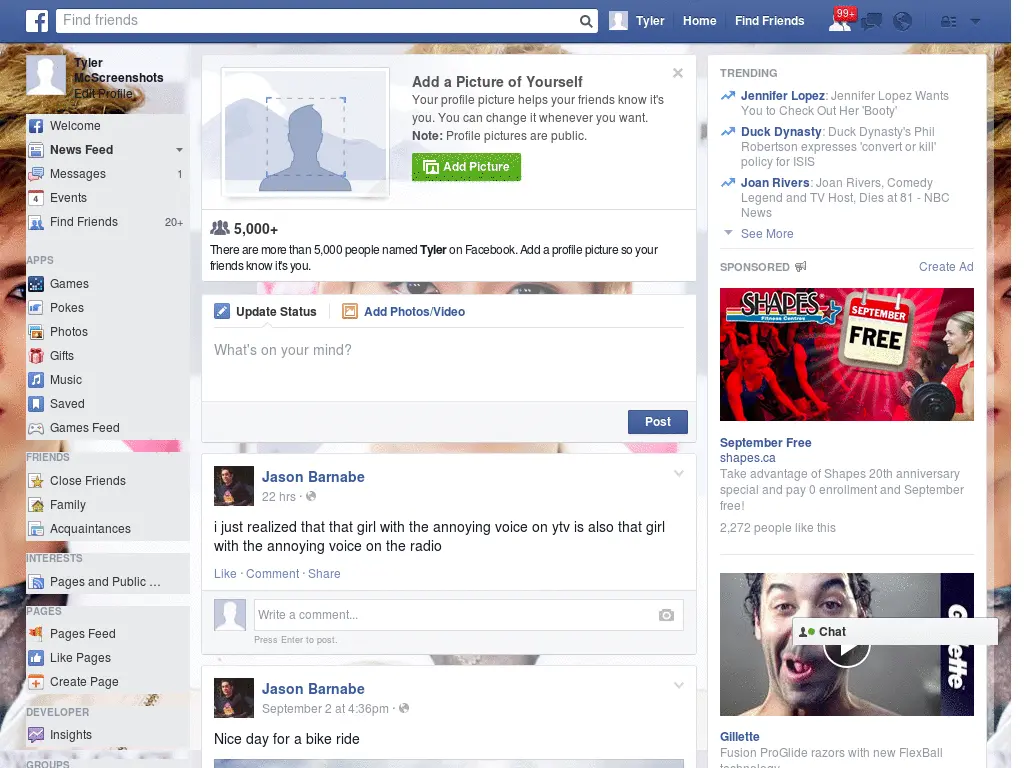 Find friends
Tyler
Home
Find Friends
99+
Tyler
McScreenshots
Edit Profile
Welcome
News Feed
Messages 1
4 Events
Find Friends 20+
APPS
Games
Pokes
Photos
Gifts
Music
Saved
Games Feed
FRIENDS
Close Friends
Family
Acquaintances
INTERESTS
Pages and Public ...
PAGES
Pages Feed
Like Pages
Create Page
DEVELOPER
Insights
GROUPS
Add a Picture of Yourself
Your profile picture helps your friends know it's
you. You can change it whenever you want.
Note: Profile pictures are public.
Add Picture
5,000+
There are more than 5,000 people named Tyler on Facebook. Add a profile picture so your
friends know it's you.
Update Status
Add Photos/Video
What's on your mind?
Post
Jason Barnabe
22 hrs ·
i just realized that that girl with the annoying voice on ytv is also that girl
with the annoying voice on the radio
Like · Comment · Share
Write a comment...
Press Enter to post.
Jason Barnabe
September 2 at 4:36pm ·
Nice day for a bike ride
TRENDING
Jennifer Lopez: Jennifer Lopez Wants
You to Check Out Her 'Booty'
Duck Dynasty: Duck Dynasty's Phil
Robertson expresses 'convert or kill'
policy for ISIS
Joan Rivers: Joan Rivers, Comedy
Legend and TV Host, Dies at 81 - NBC
News
See More
SPONSORED
Create Ad
SHAPES
Fitness Centres
SEPTEMBER
FREE
September Free
shapes.ca
Take advantage of Shapes 20th anniversary
special and pay 0 enrollment and September
free!
2,272 people like this
Gillette
Chat
Gillette
Fusion ProGlide razors with new FlexBall
technology